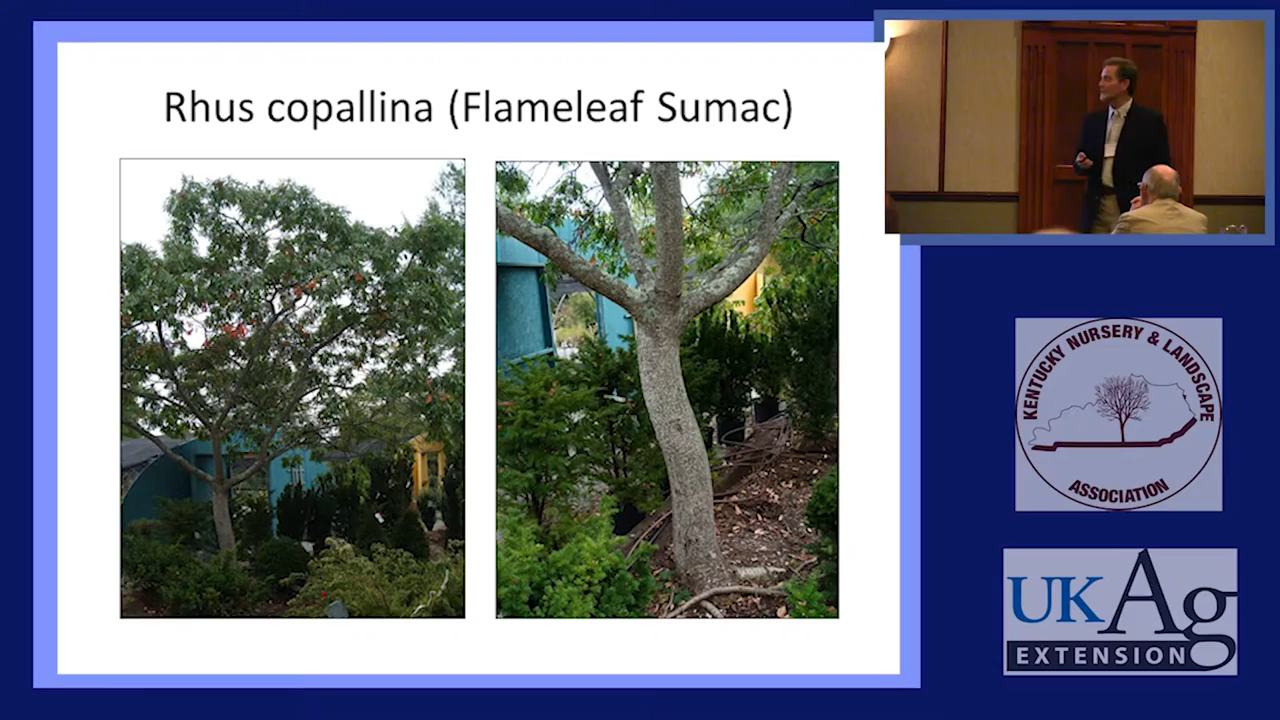 Rhus copallina (Flameleaf Sumac)
KENTUCKY NURSERY & LANDSCAPE
ASSOCIATION
UKAg
EXTENSION